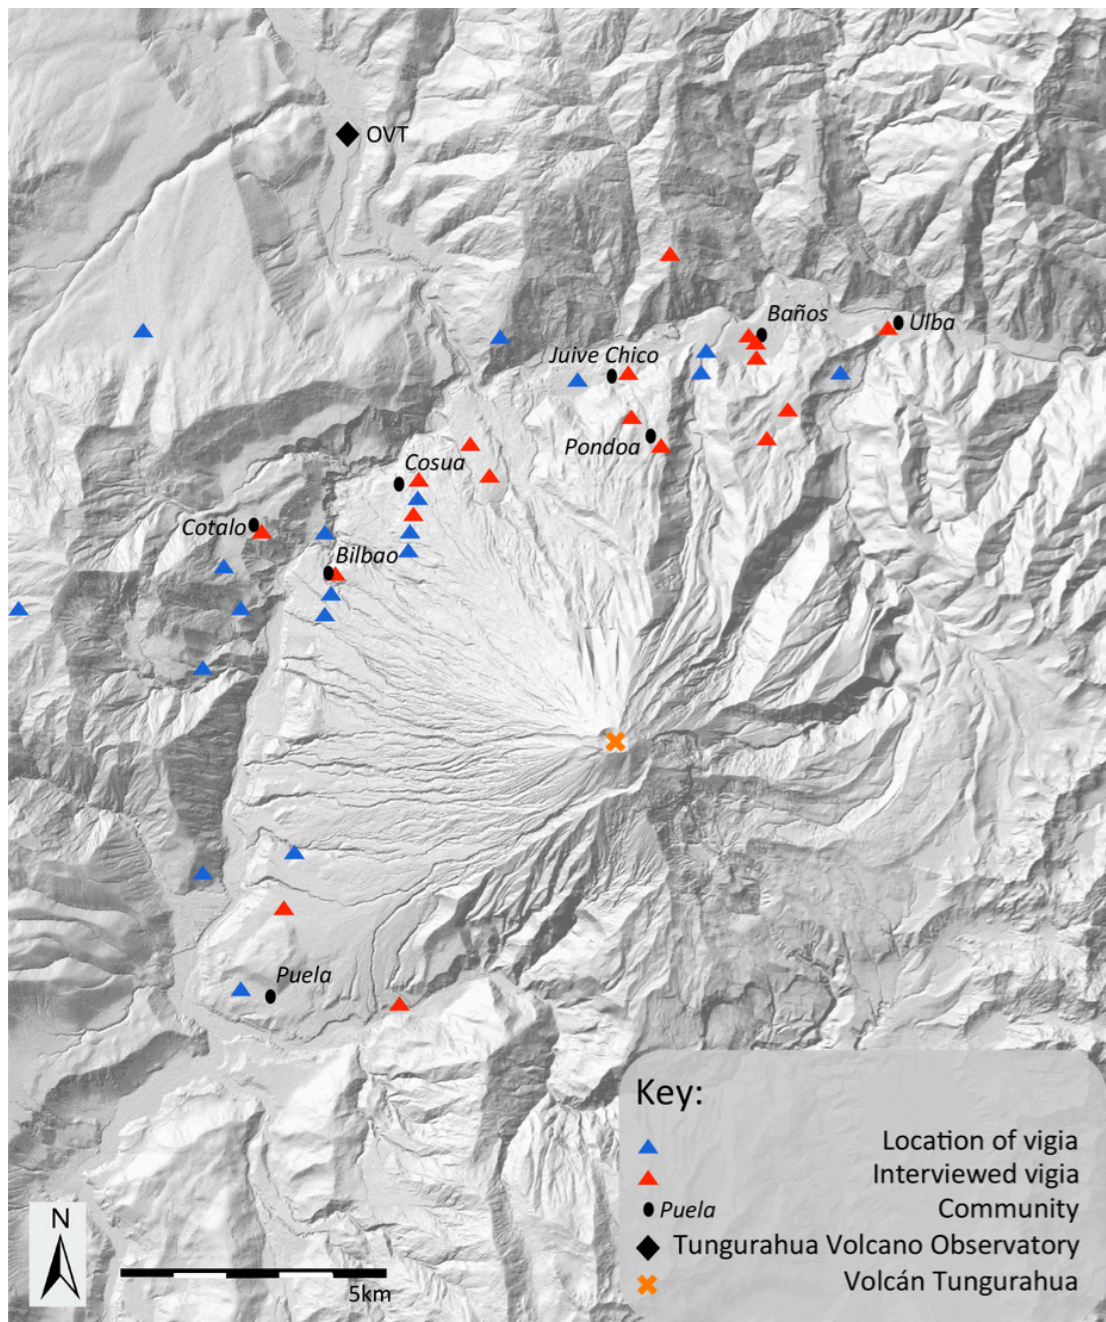 OVT
Baños
Ulba
Juive Chico
Pondoa
Cosua
Cotalo
Bilbao
Puela
Key:
Location of vigia
Interviewed vigia
Puela Community
Tungurahua Volcano Observatory
Volcán Tungurahua
N
5km